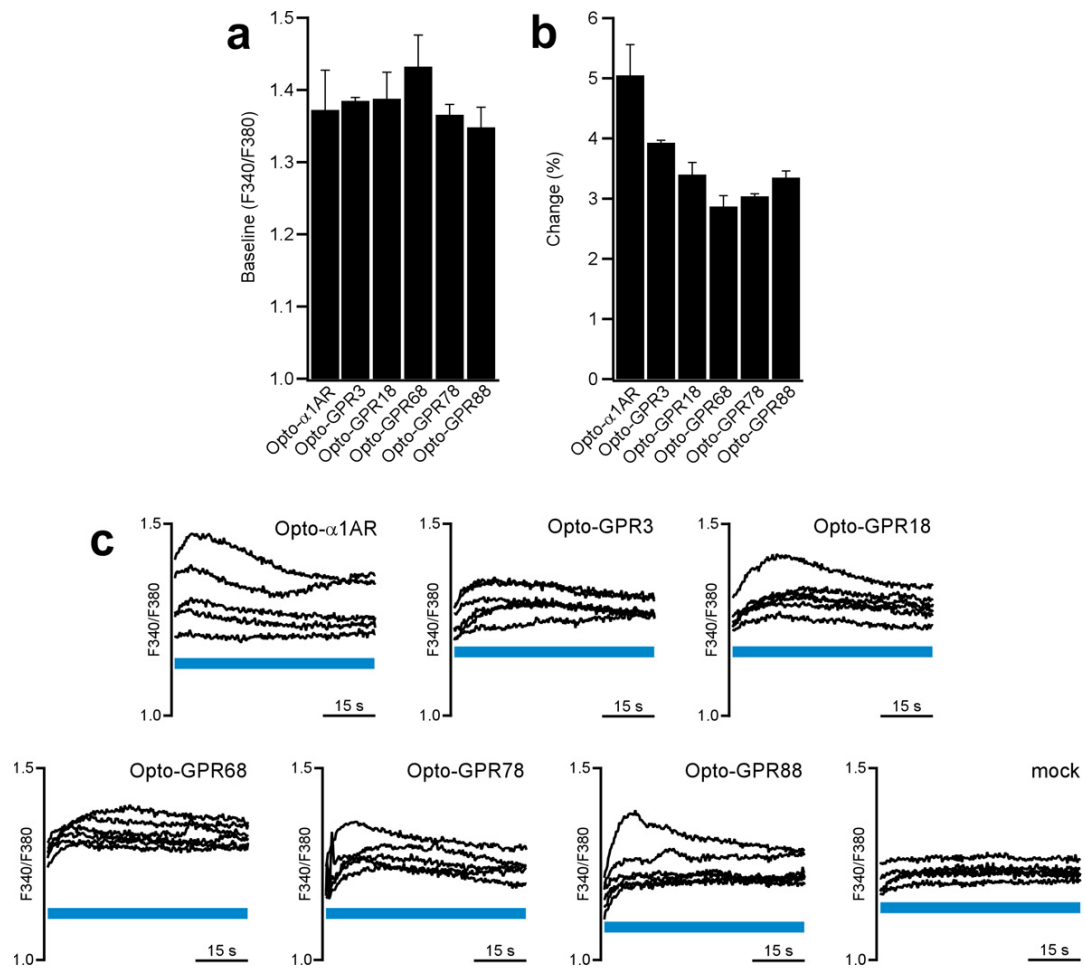 a
1.5
1.4
1.3
1.2
1.1
1.0
Baseline (F340/F380)
Opto-α1AR
Opto-GPR3
Opto-GPR18
Opto-GPR68
Opto-GPR78
Opto-GPR88
b
6
5
4
3
2
1
0
Change (%)
Opto-α1AR
Opto-GPR3
Opto-GPR18
Opto-GPR68
Opto-GPR78
Opto-GPR88
c
Opto-α1AR
1.5
F340/F380
1.0
15 s
Opto-GPR3
1.5
F340/F380
1.0
15 s
Opto-GPR18
1.5
F340/F380
1.0
15 s
Opto-GPR68
1.5
F340/F380
1.0
15 s
Opto-GPR78
1.5
F340/F380
1.0
15 s
Opto-GPR88
1.5
F340/F380
1.0
15 s
mock
1.5
F340/F380
1.0
15 s